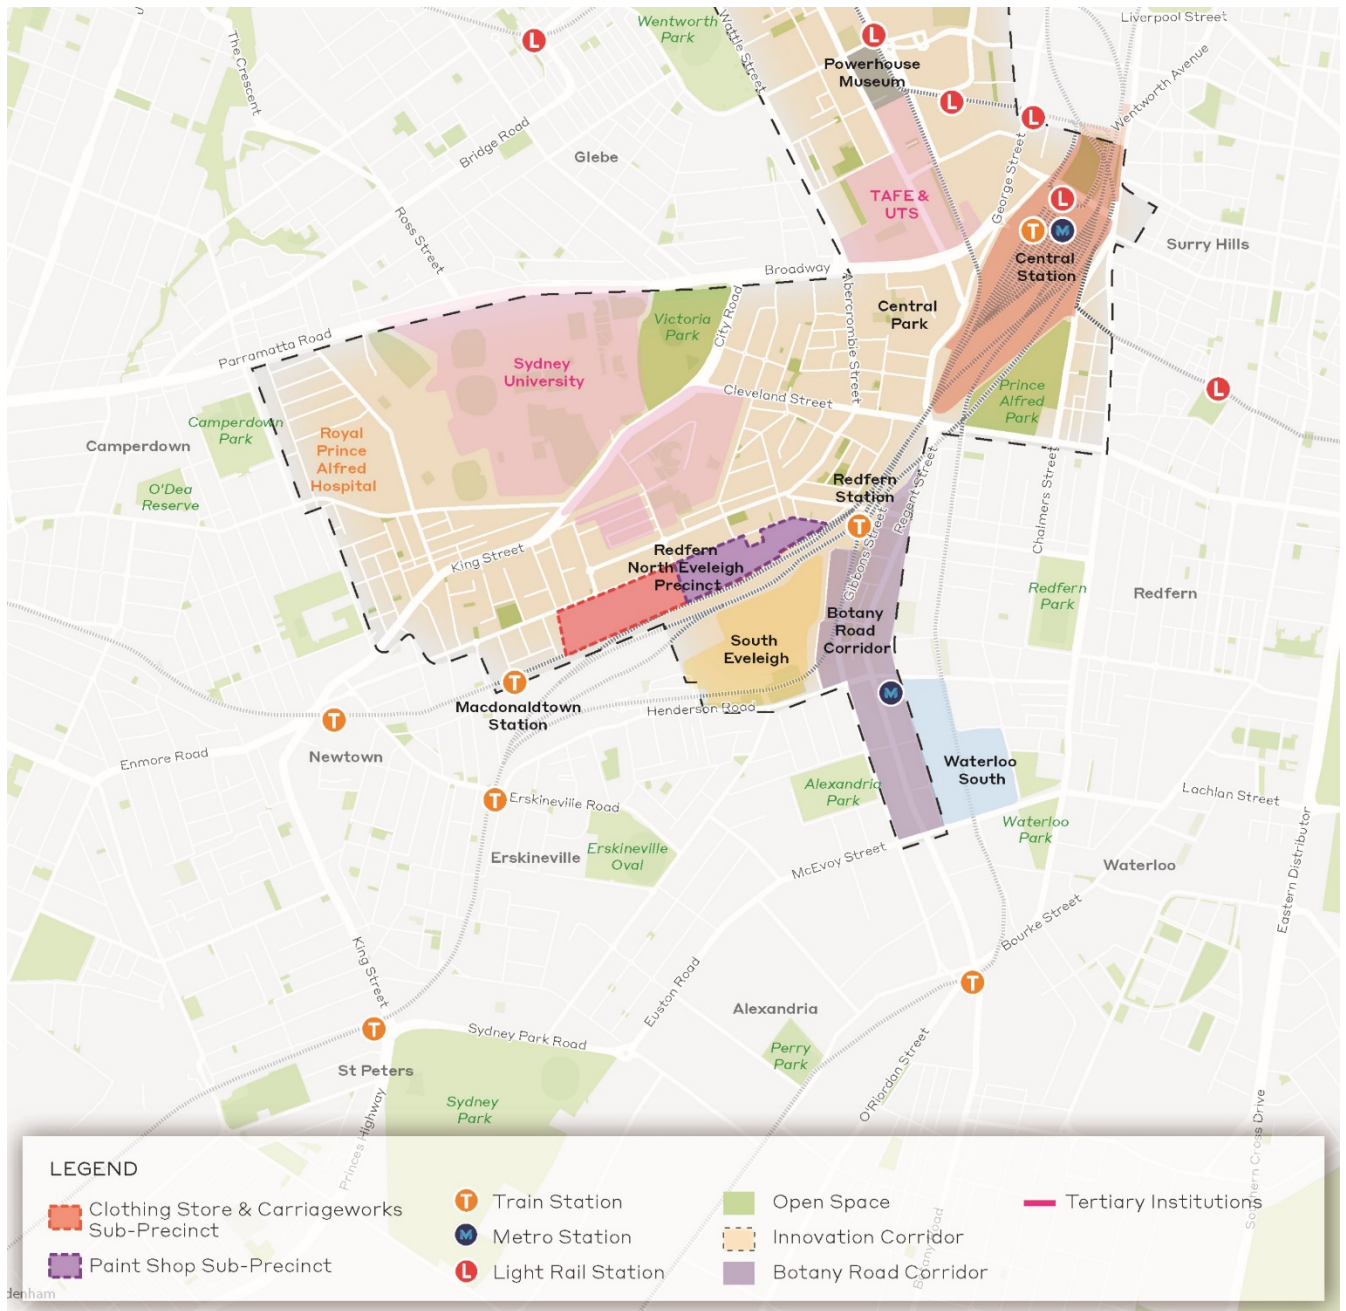 Liverpool Street
Wentworth
Park
Wattle Street
The Crescent
Powerhouse
Museum
Wentworth Avenue
Bridge Road
Glebe
George Street
TAFE &
UTS
Ross Street
Surry Hills
Central
Station
Broadway
Abercrombie Street
Central
Park
Victoria
Park
City Road
Parramatta Road
Sydney
University
Cleveland Street
Prince
Alfred
Park
Camperdown
Park
Camperdown
Royal
Prince
Alfred
Hospital
O'Dea
Reserve
Redfern
Station
Regent Street
Chalmers Street
Gibbons Street
King Street
Redfern
North Eveleigh
Precinct
Redfern
Park
Redfern
Botany
Road
Corridor
South
Eveleigh
Macdonaldtown
Station
Henderson Road
Enmore Road
Newtown
Waterloo
South
Alexandria
Park
Lachlan Street
Erskineville Road
Waterloo
Park
Erskineville
Erskineville
Oval
McEvoy Street
Waterloo
Eastern Distributor
Bourke Street
King Street
Euston Road
Alexandria
Sydney Park Road
Perry
Park
St Peters
O'Riordan Street
Sydney
Park
Princes Highway
Southern Cross Drive
Botany Road
denham
LEGEND
Clothing Store & Carriageworks
Sub-Precinct
Paint Shop Sub-Precinct
T Train Station
M Metro Station
L Light Rail Station
Open Space
Innovation Corridor
Botany Road Corridor
Tertiary Institutions